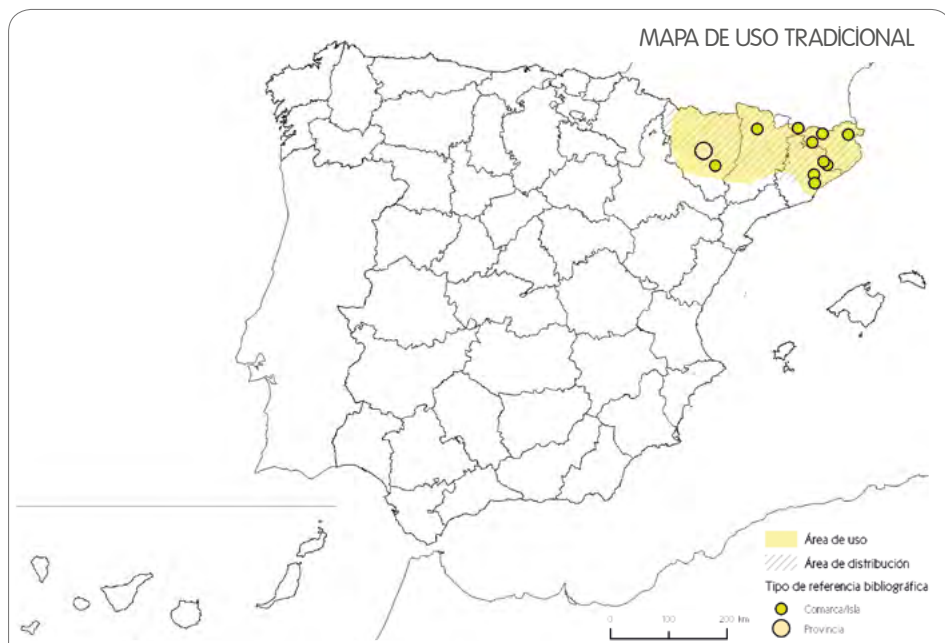 MAPA DE USO TRADICIONAL
Área de uso
Área de distribución
Tipo de referencia bibliográfica
Comarca/Isla
Provincia
0 100 200 km